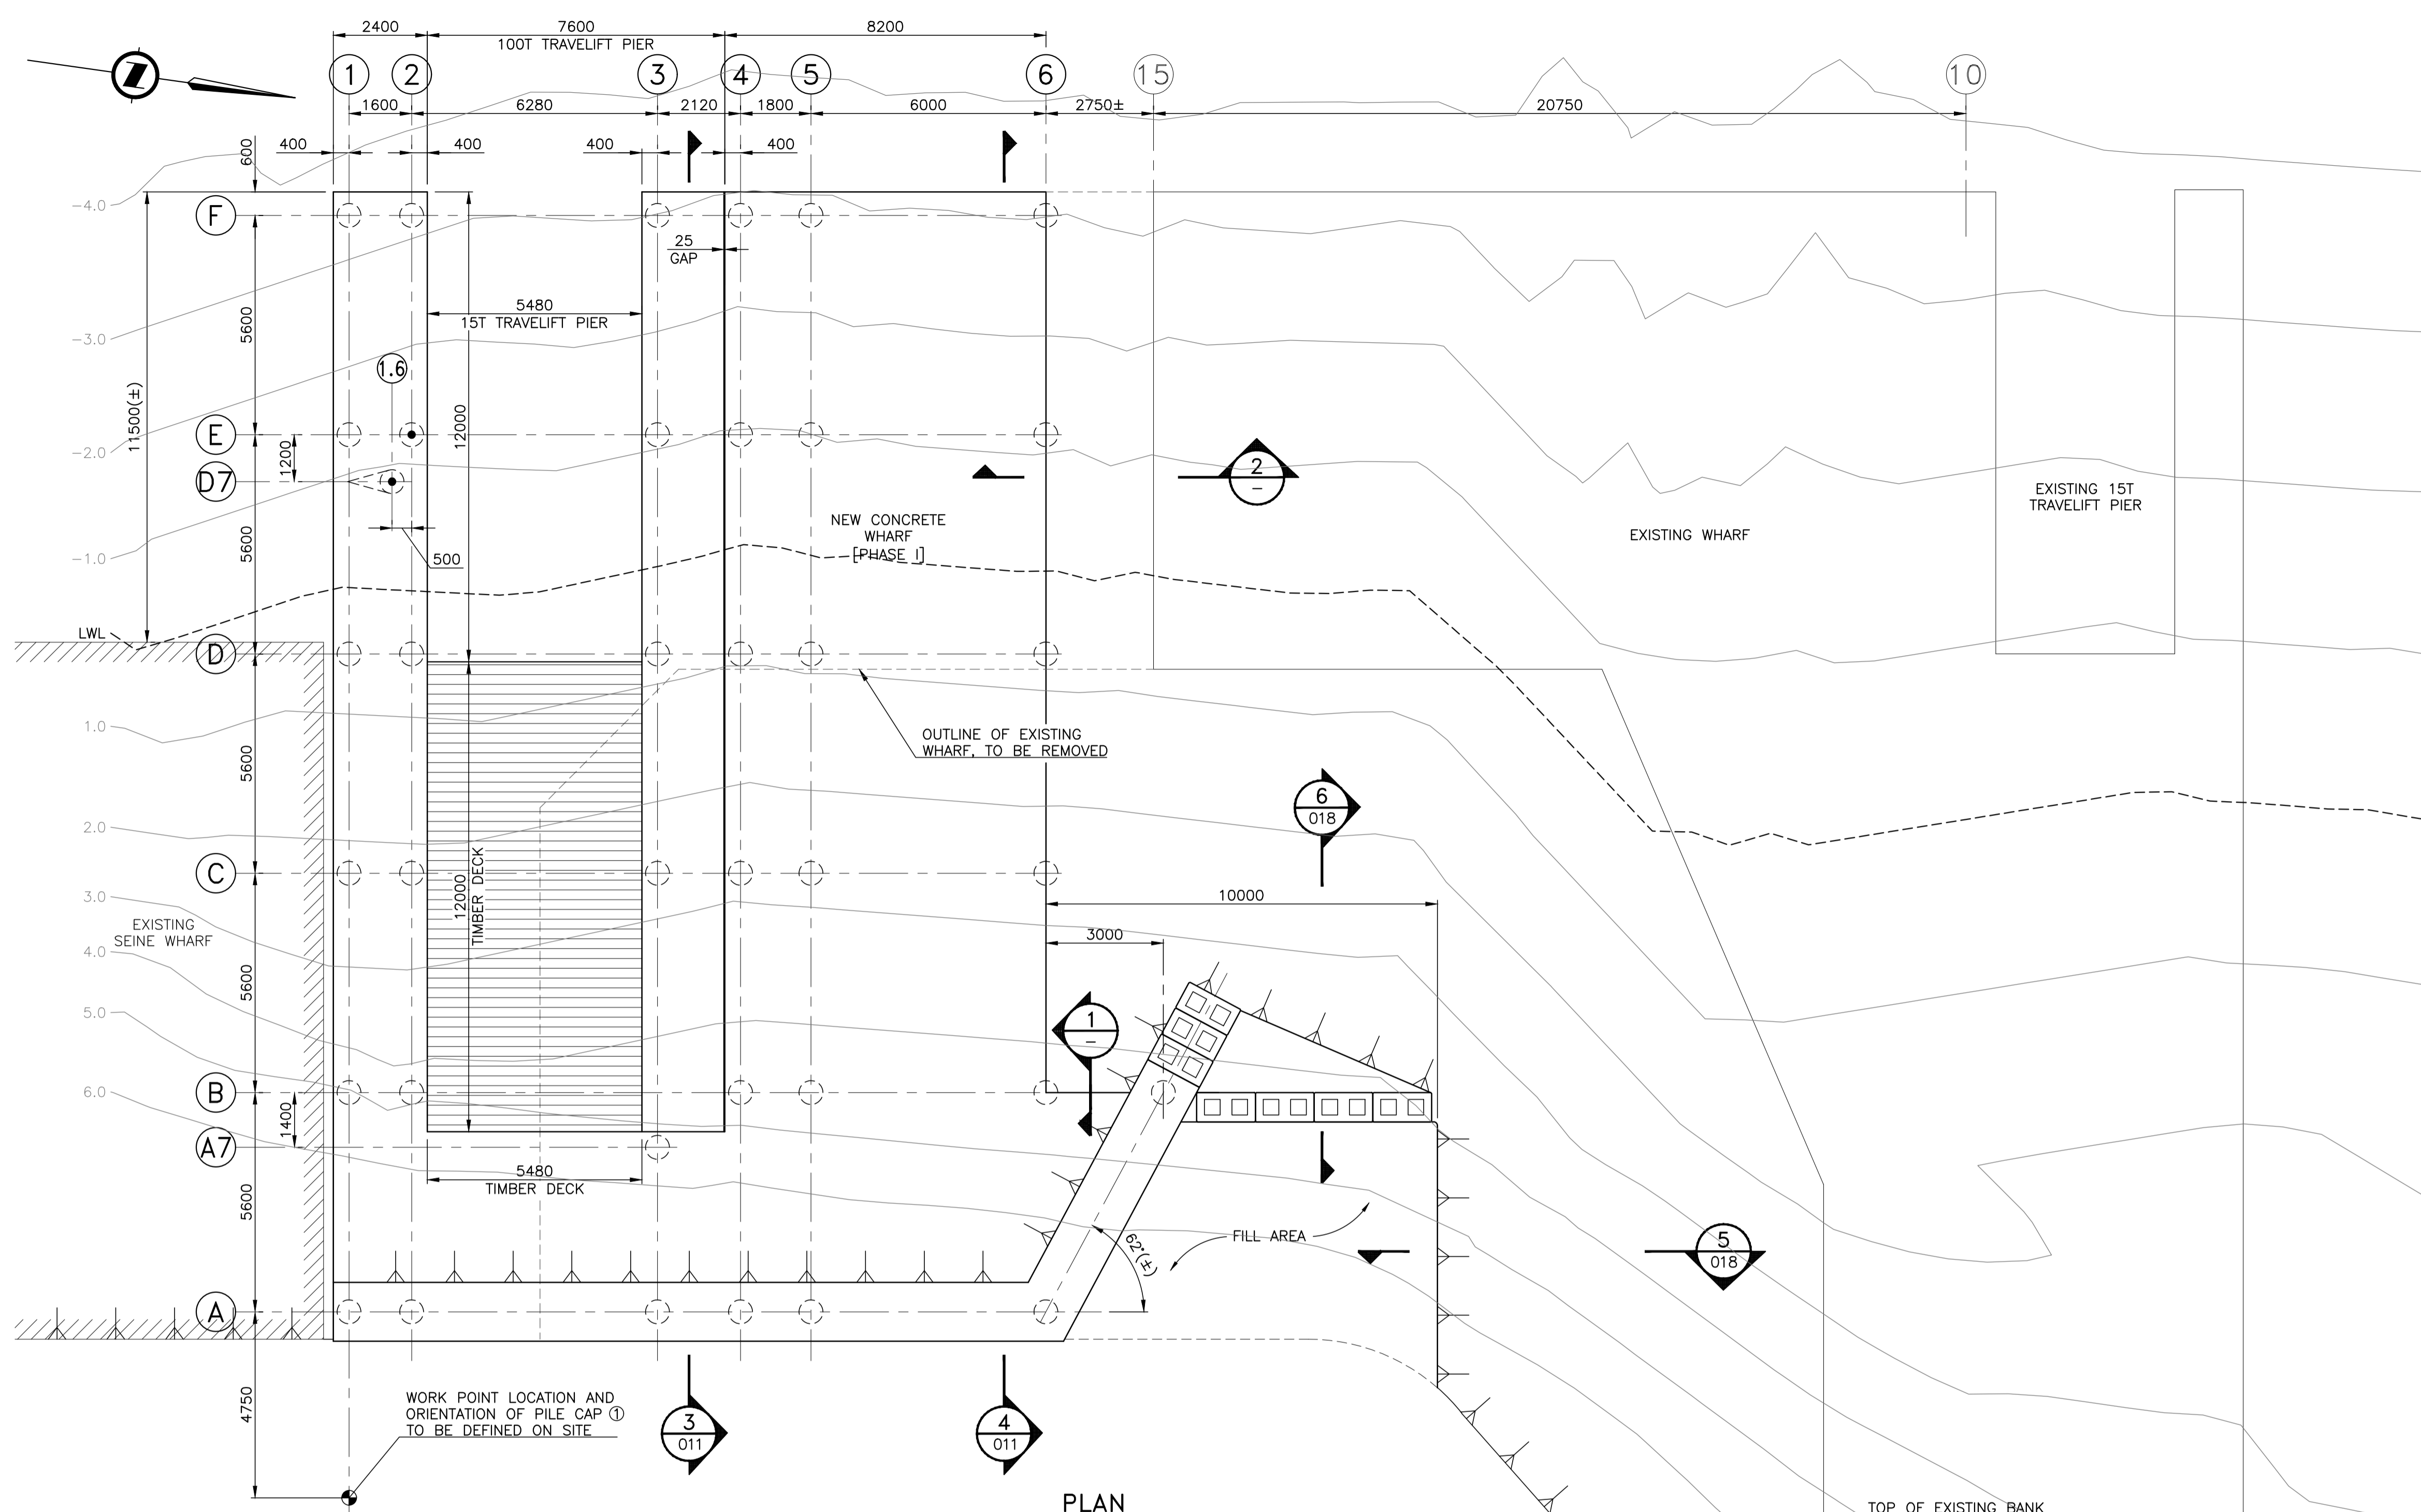 2400
7600
8200
100T TRAVELIFT PIER
1
2
3
4
5
6
15
10
1600
6280
2120
1800
6000
2750±
20750
400
400
400
400
600
-4.0
F
25
GAP
5480
15T TRAVELIFT PIER
-3.0
5600
1.6
11500(±)
12000
E
-2.0
1200
2
–
D7
EXISTING 15T
TRAVELIFT PIER
NEW CONCRETE
WHARF
[PHASE I]
EXISTING WHARF
5600
500
-1.0
LWL
D
1.0
OUTLINE OF EXISTING
WHARF, TO BE REMOVED
5600
6
018
2.0
C
12000
TIMBER DECK
10000
3.0
EXISTING
SEINE WHARF
3000
4.0
5600
5.0
1
–
6.0
B
1400
A7
5480
TIMBER DECK
5600
62°(±)
FILL AREA
5
018
A
4750
WORK POINT LOCATION AND
ORIENTATION OF PILE CAP 1
TO BE DEFINED ON SITE
3
011
4
011
PLAN
TOP OF EXISTING BANK